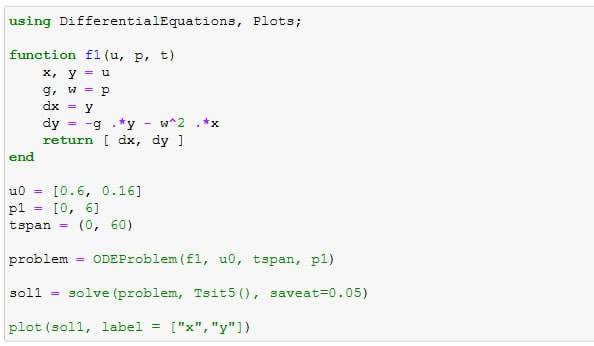 using DifferentialEquations, Plots;
function f1(u, p, t)
    x, y = u
    g, w = p
    dx = y
    dy = -g .*y - w^2 .*x
    return [ dx, dy ]
end
u0 = [0.6, 0.16]
p1 = [0, 6]
tspan = (0, 60)
problem = ODEProblem(f1, u0, tspan, p1)
sol1 = solve(problem, Tsit5(), saveat=0.05)
plot(sol1, label = ["x","y"])